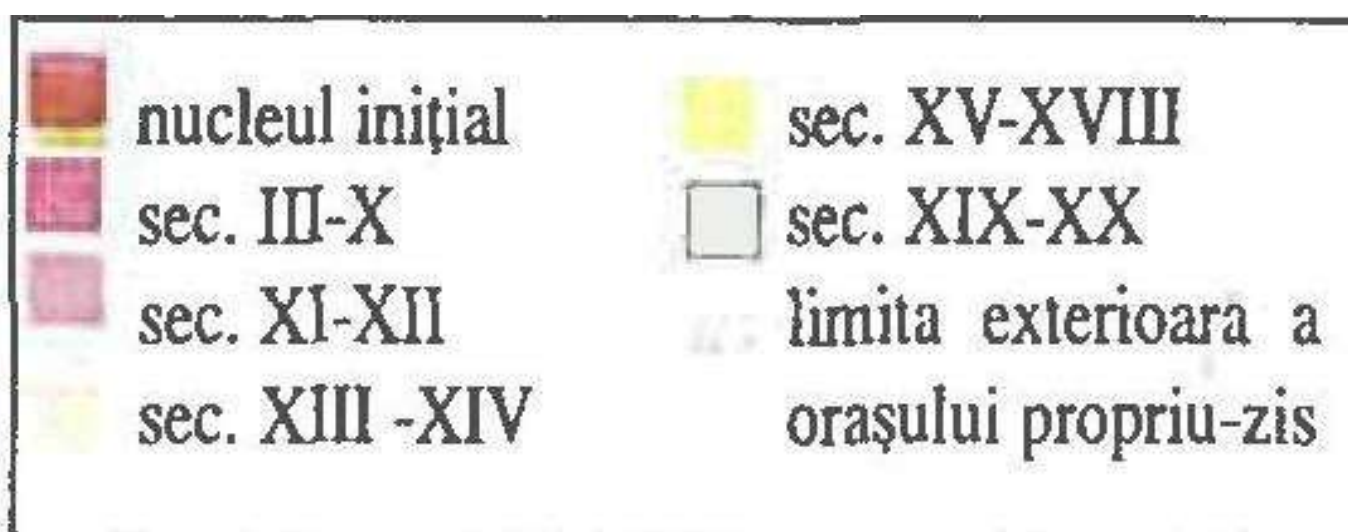 nucleul inițial
sec. III-X
sec. XI-XII
sec. XIII -XIV
sec. XV-XVIII
sec. XIX-XX
limita exterioară a
orașului propriu-zis